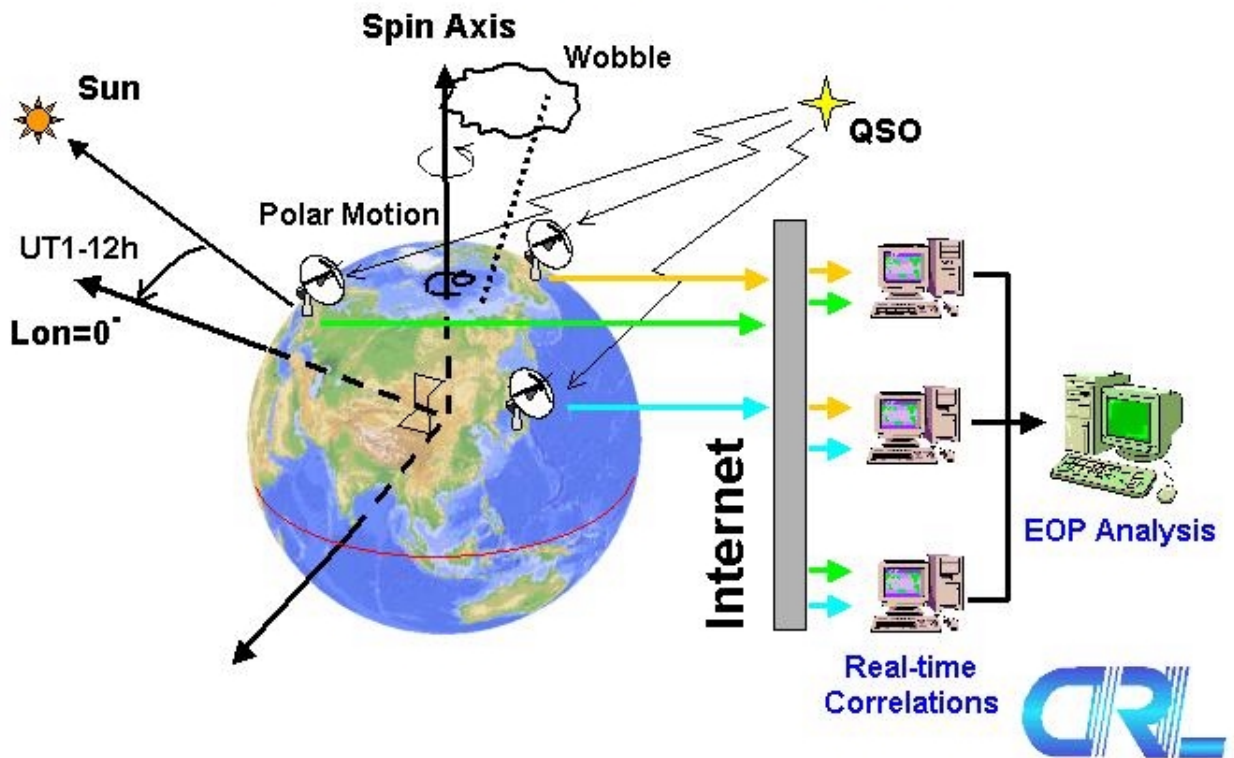 Spin Axis
Wobble
Sun
QSO
Polar Motion
UT1-12h
Lon=0°
Internet
EOP Analysis
Real-time
Correlations
CRL